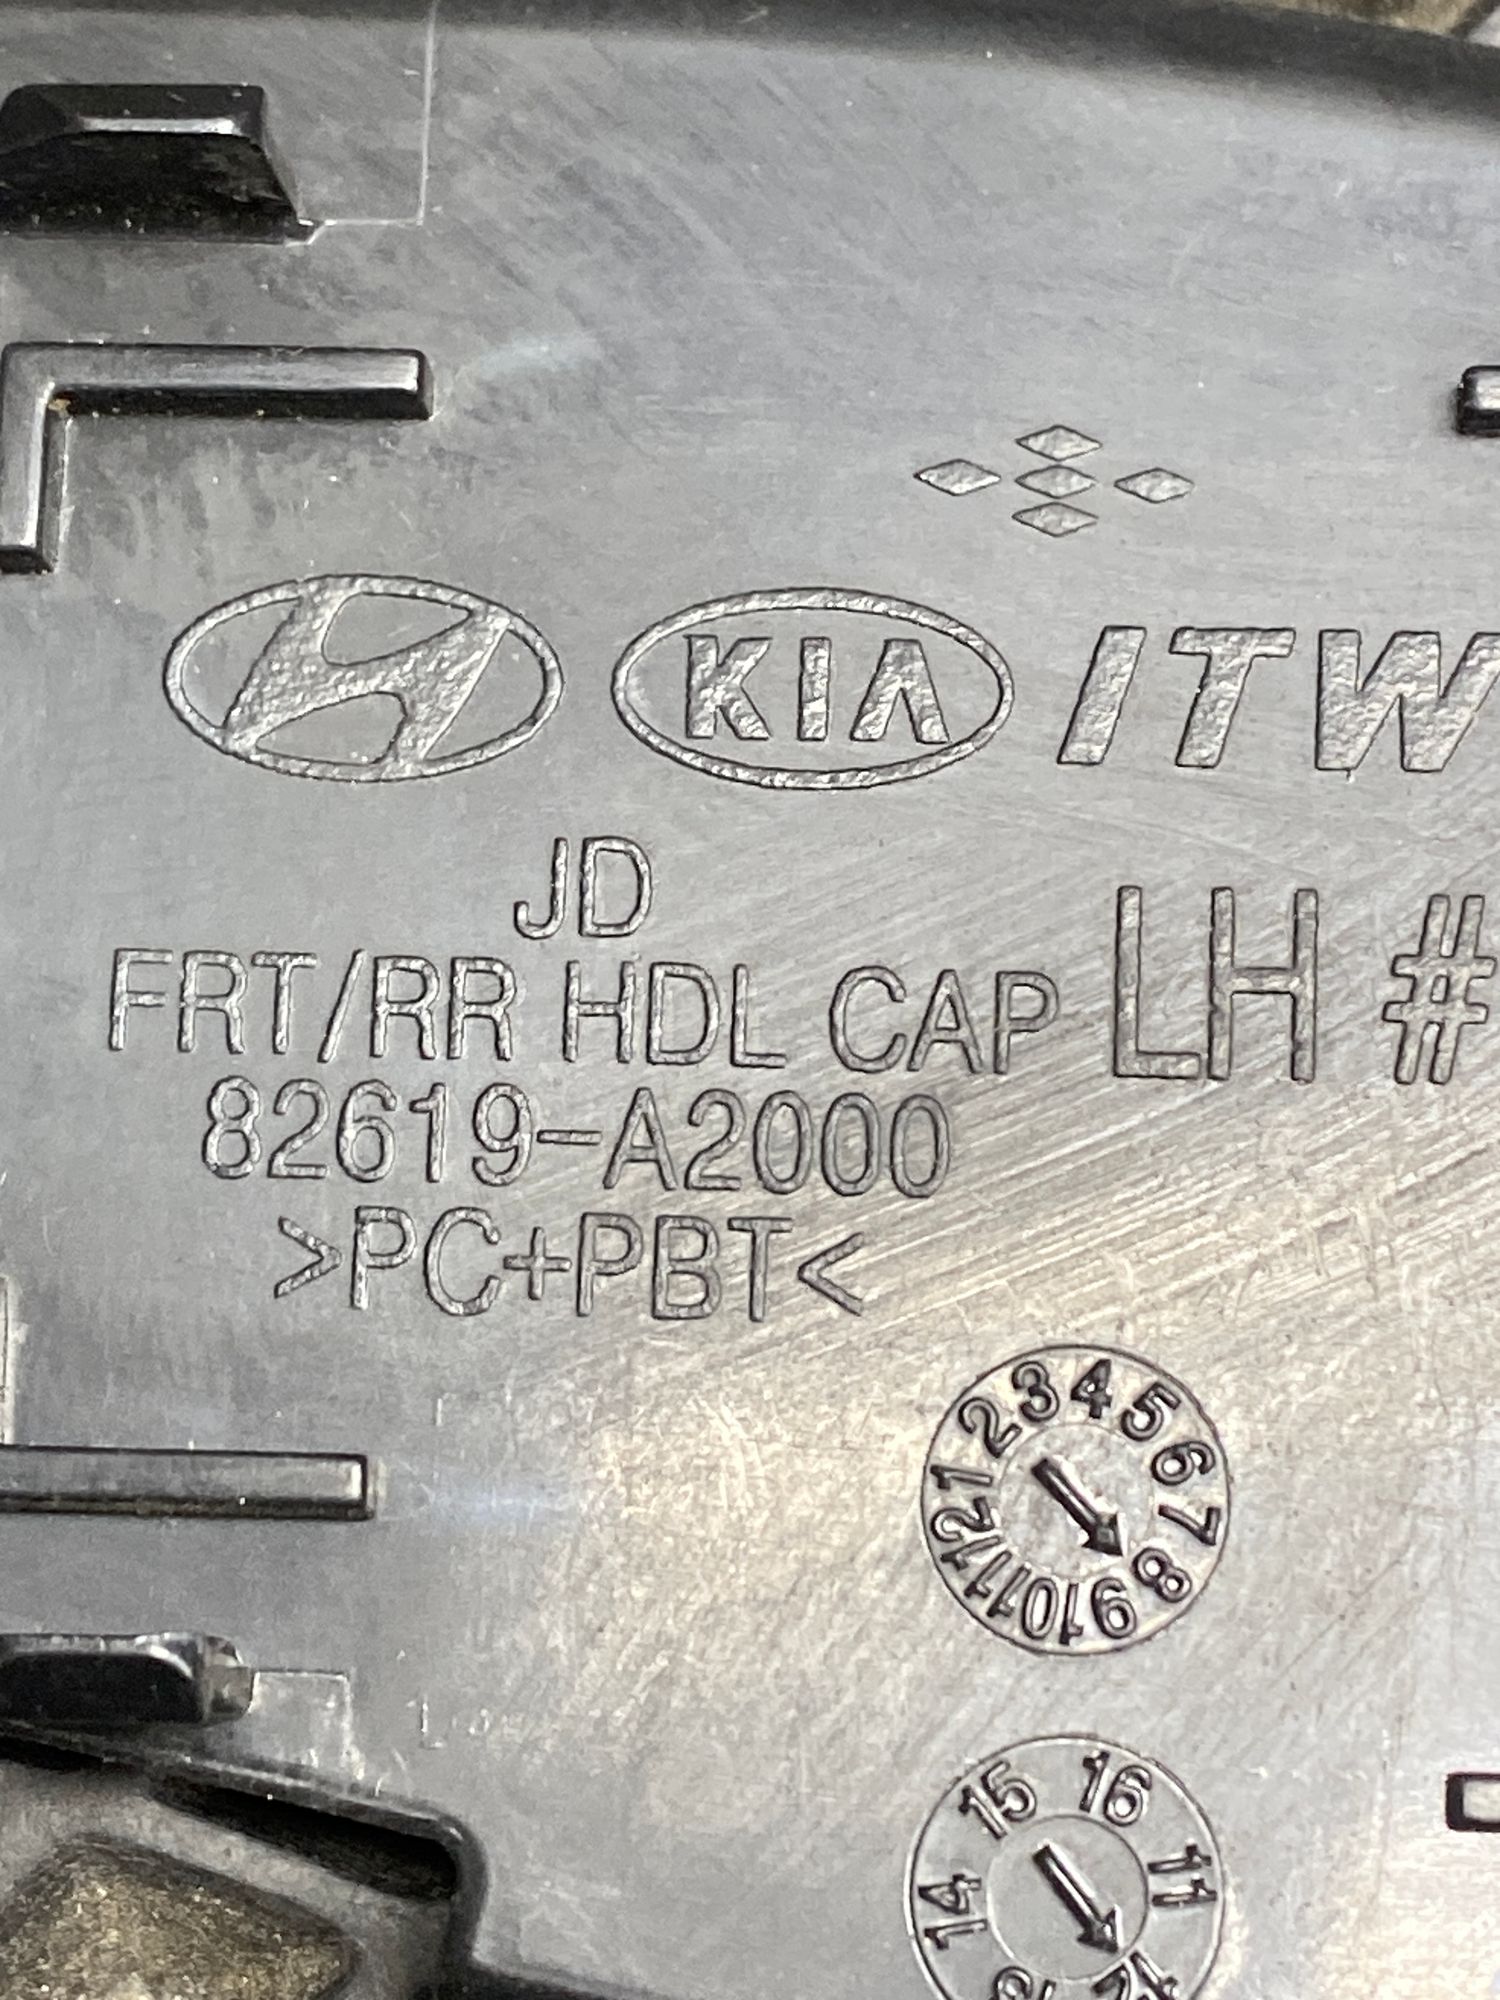 KIA ITW
JD
FRT/RR HDL CAP LH #
82619-A2000
>PC+PBT<
1 2 3 4 5 6 7 8 9 10 11 12
14 15 16 11